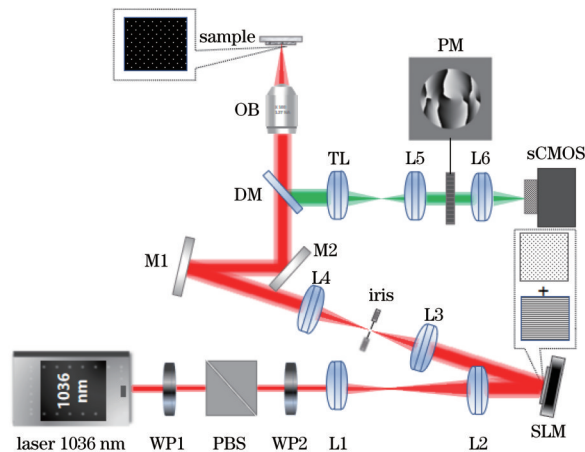 sample
PM
OB
TL
L5
L6
sCMOS
DM
M1
M2
L4
iris
L3
1036
nm
laser 1036 nm
WP1
PBS
WP2
L1
L2
SLM